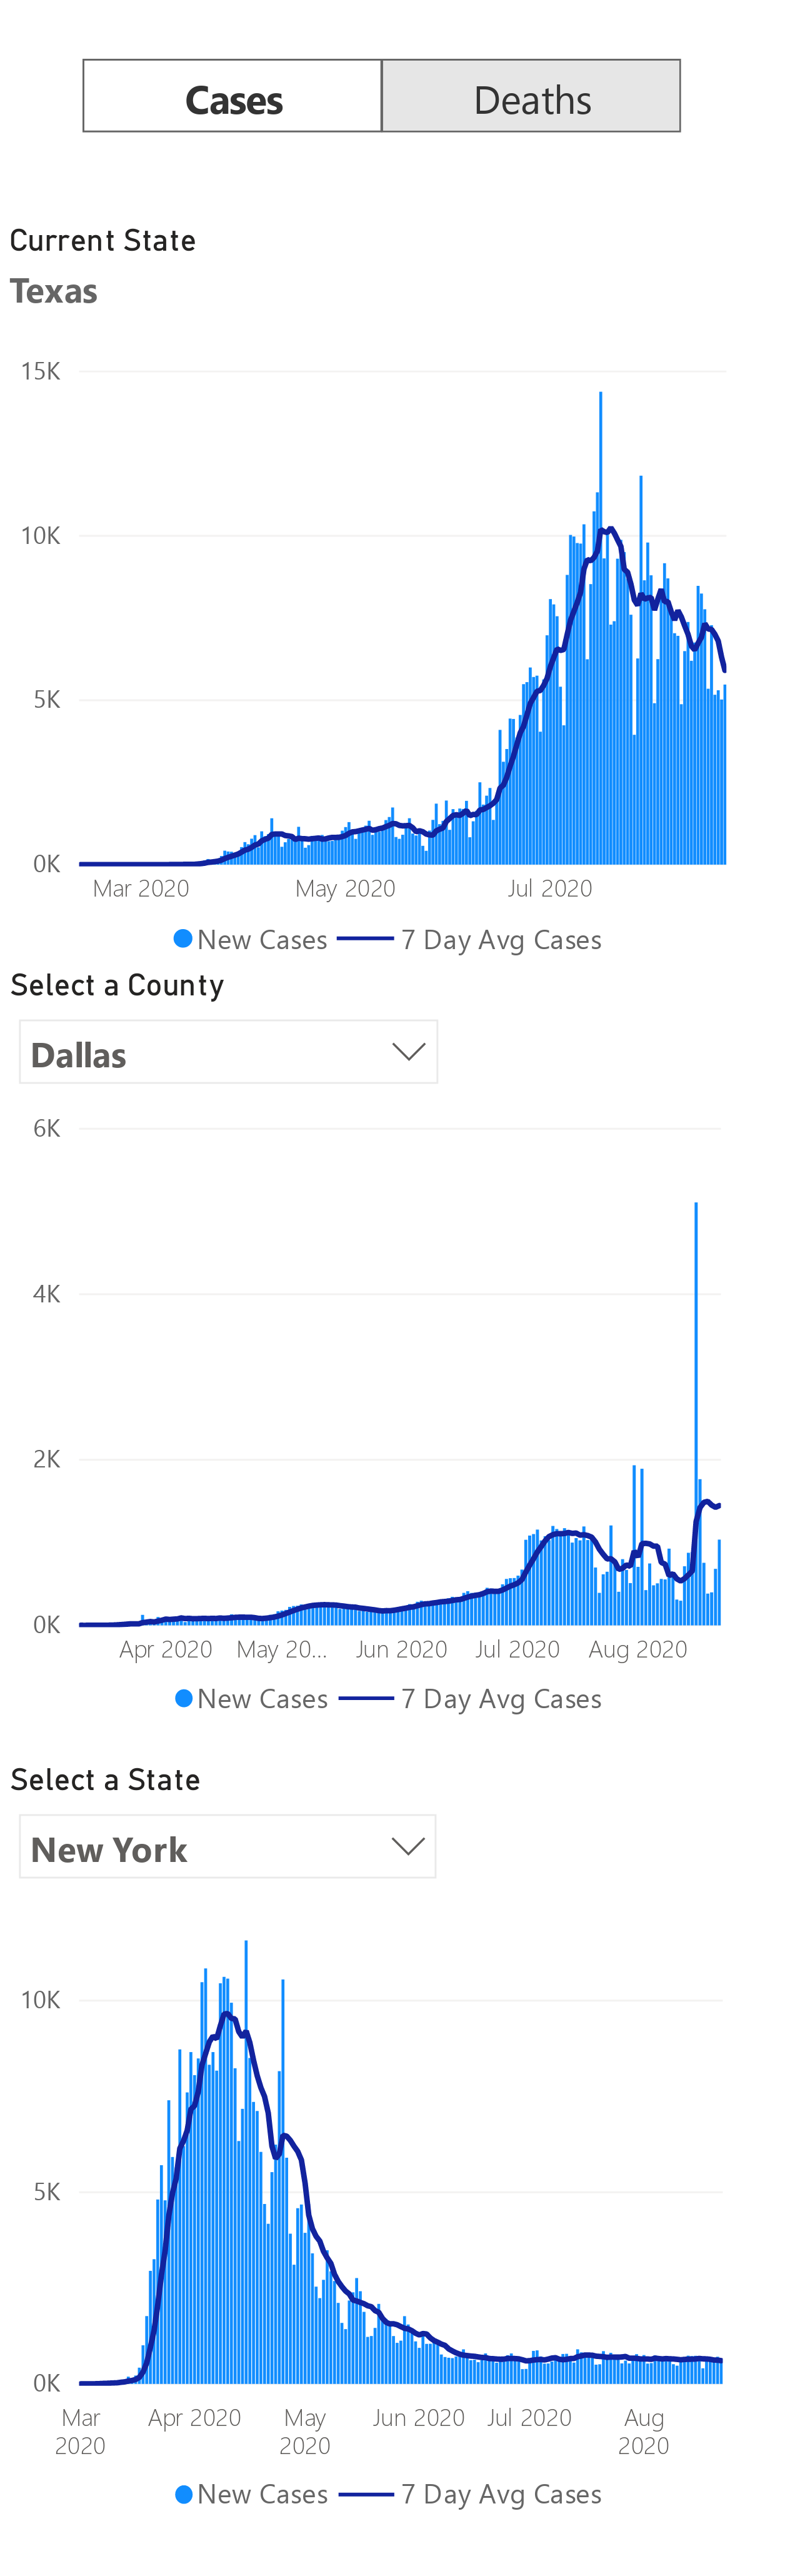 Cases Deaths
Current State
Texas
15K
10K
5K
0K
Mar 2020 May 2020 Jul 2020
New Cases 7 Day Avg Cases
Select a County
Dallas
6K
4K
2K
0K
Apr 2020 May 20... Jun 2020 Jul 2020 Aug 2020
New Cases 7 Day Avg Cases
Select a State
New York
10K
5K
0K
Mar Apr 2020 May Jun 2020 Jul 2020 Aug
2020 2020 2020
New Cases 7 Day Avg Cases